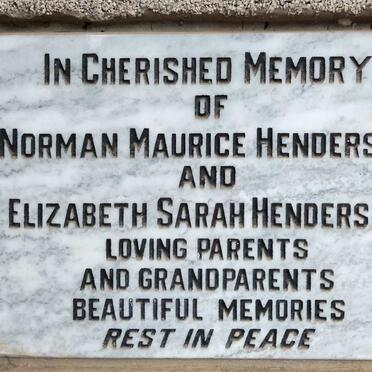 IN CHERISHED MEMORY
OF
NORMAN MAURICE HENDERS
AND
ELIZABETH SARAH HENDERS
LOVING PARENTS
AND GRANDPARENTS
BEAUTIFUL MEMORIES
REST IN PEACE